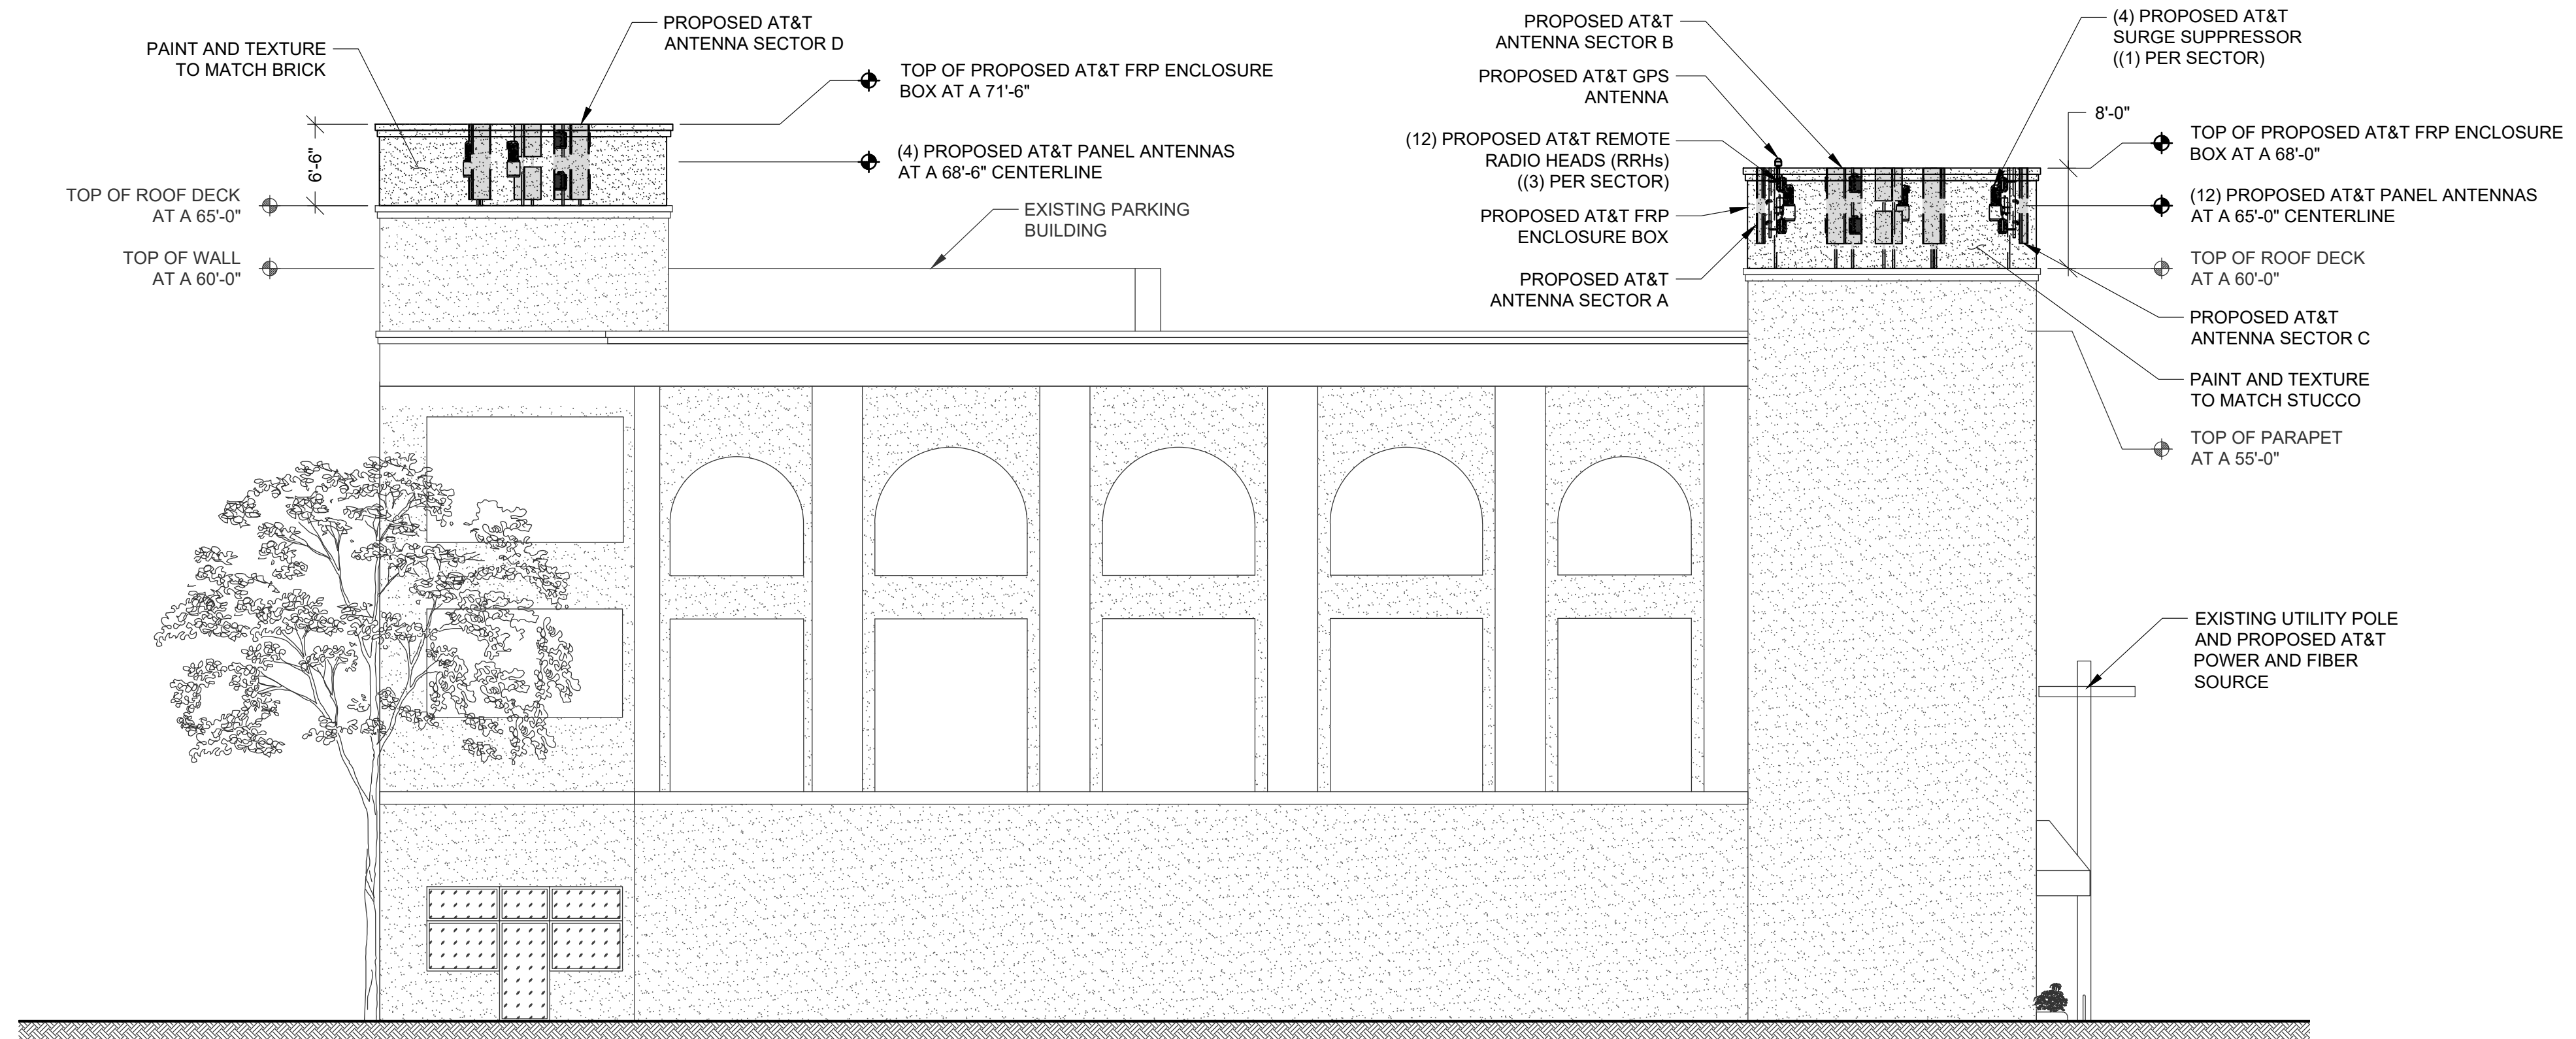 PAINT AND TEXTURE
TO MATCH BRICK
PROPOSED AT&T
ANTENNA SECTOR D
TOP OF PROPOSED AT&T FRP ENCLOSURE
BOX AT A 71'-6"
6'-6"
(4) PROPOSED AT&T PANEL ANTENNAS
AT A 68'-6" CENTERLINE
TOP OF ROOF DECK
AT A 65'-0"
TOP OF WALL
AT A 60'-0"
EXISTING PARKING
BUILDING
PROPOSED AT&T
ANTENNA SECTOR B
PROPOSED AT&T GPS
ANTENNA
(12) PROPOSED AT&T REMOTE
RADIO HEADS (RRHs)
((3) PER SECTOR)
PROPOSED AT&T FRP
ENCLOSURE BOX
PROPOSED AT&T
ANTENNA SECTOR A
(4) PROPOSED AT&T
SURGE SUPPRESSOR
((1) PER SECTOR)
8'-0"
TOP OF PROPOSED AT&T FRP ENCLOSURE
BOX AT A 68'-0"
(12) PROPOSED AT&T PANEL ANTENNAS
AT A 65'-0" CENTERLINE
TOP OF ROOF DECK
AT A 60'-0"
PROPOSED AT&T
ANTENNA SECTOR C
PAINT AND TEXTURE
TO MATCH STUCCO
TOP OF PARAPET
AT A 55'-0"
EXISTING UTILITY POLE
AND PROPOSED AT&T
POWER AND FIBER
SOURCE